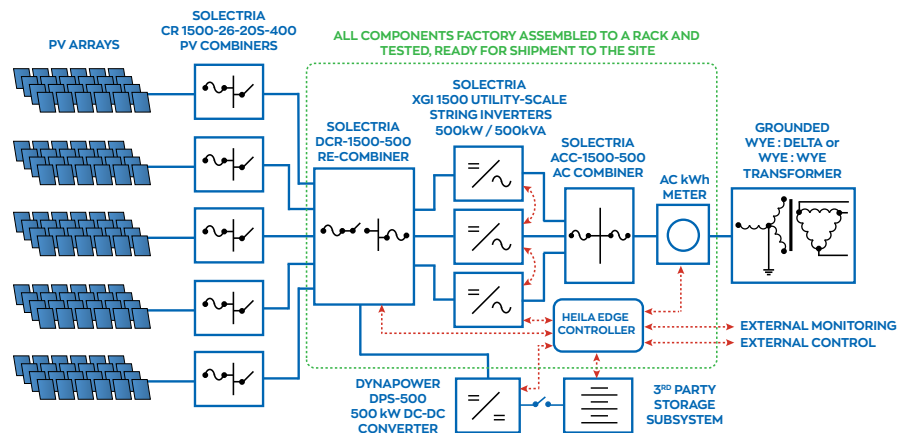 PV ARRAYS
SOLECTRIA
CR 1500-26-20S-400
PV COMBINERS
ALL COMPONENTS FACTORY ASSEMBLED TO A RACK AND
TESTED, READY FOR SHIPMENT TO THE SITE
SOLECTRIA
DCR-1500-500
RE-COMBINER
SOLECTRIA
XGI 1500 UTILITY-SCALE
STRING INVERTERS
500kW / 500kVA
SOLECTRIA
ACC-1500-500
AC COMBINER
AC kWh
METER
GROUNDED
WYE : DELTA or
WYE : WYE
TRANSFORMER
HEILA EDGE
CONTROLLER
EXTERNAL MONITORING
EXTERNAL CONTROL
DYNAPOWER
DPS-500
500 kW DC-DC
CONVERTER
3RD PARTY
STORAGE
SUBSYSTEM